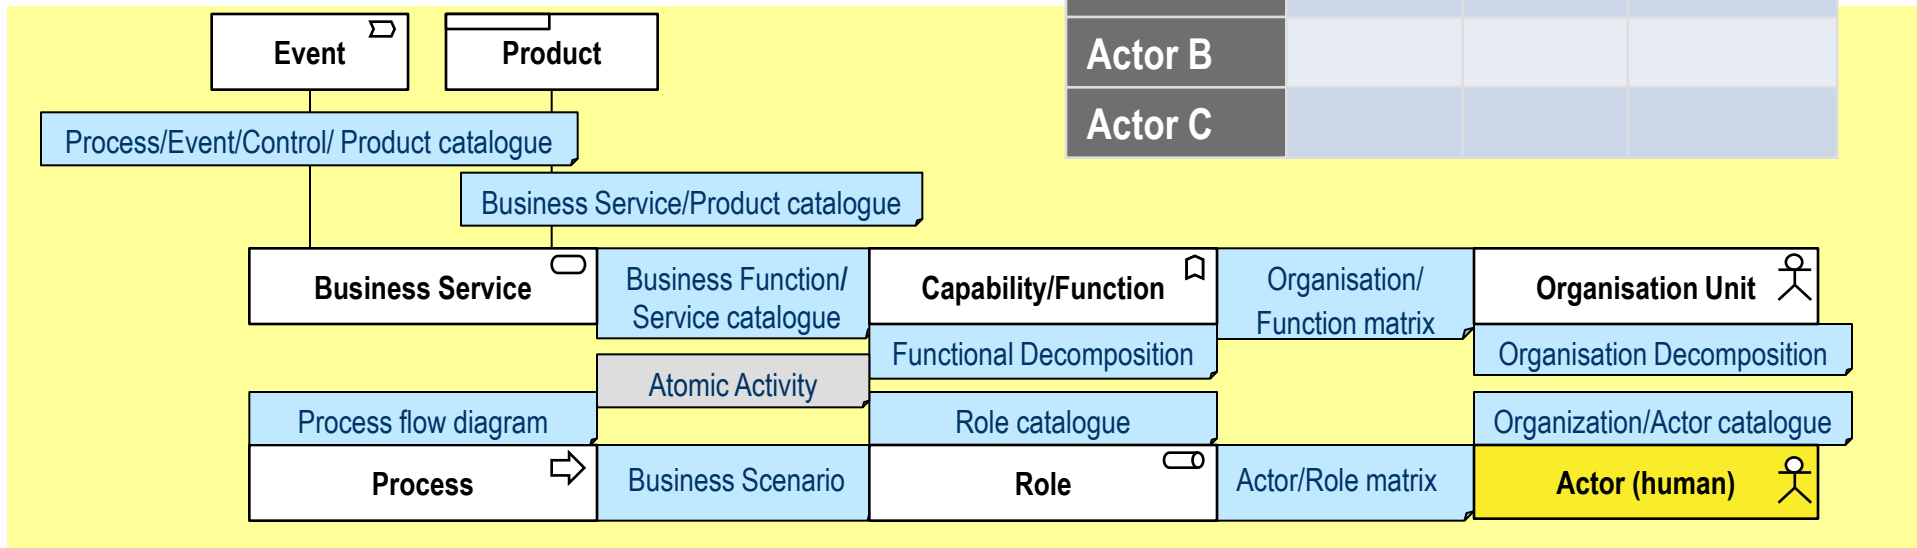 Event
Product
Actor B
Actor C
Process/Event/Control/ Product catalogue
Business Service/Product catalogue
Business Service
Business Function/
Service catalogue
Capability/Function
Organisation/
Function matrix
Organisation Unit
Functional Decomposition
Organisation Decomposition
Atomic Activity
Process flow diagram
Role catalogue
Organization/Actor catalogue
Process
Business Scenario
Role
Actor/Role matrix
Actor (human)